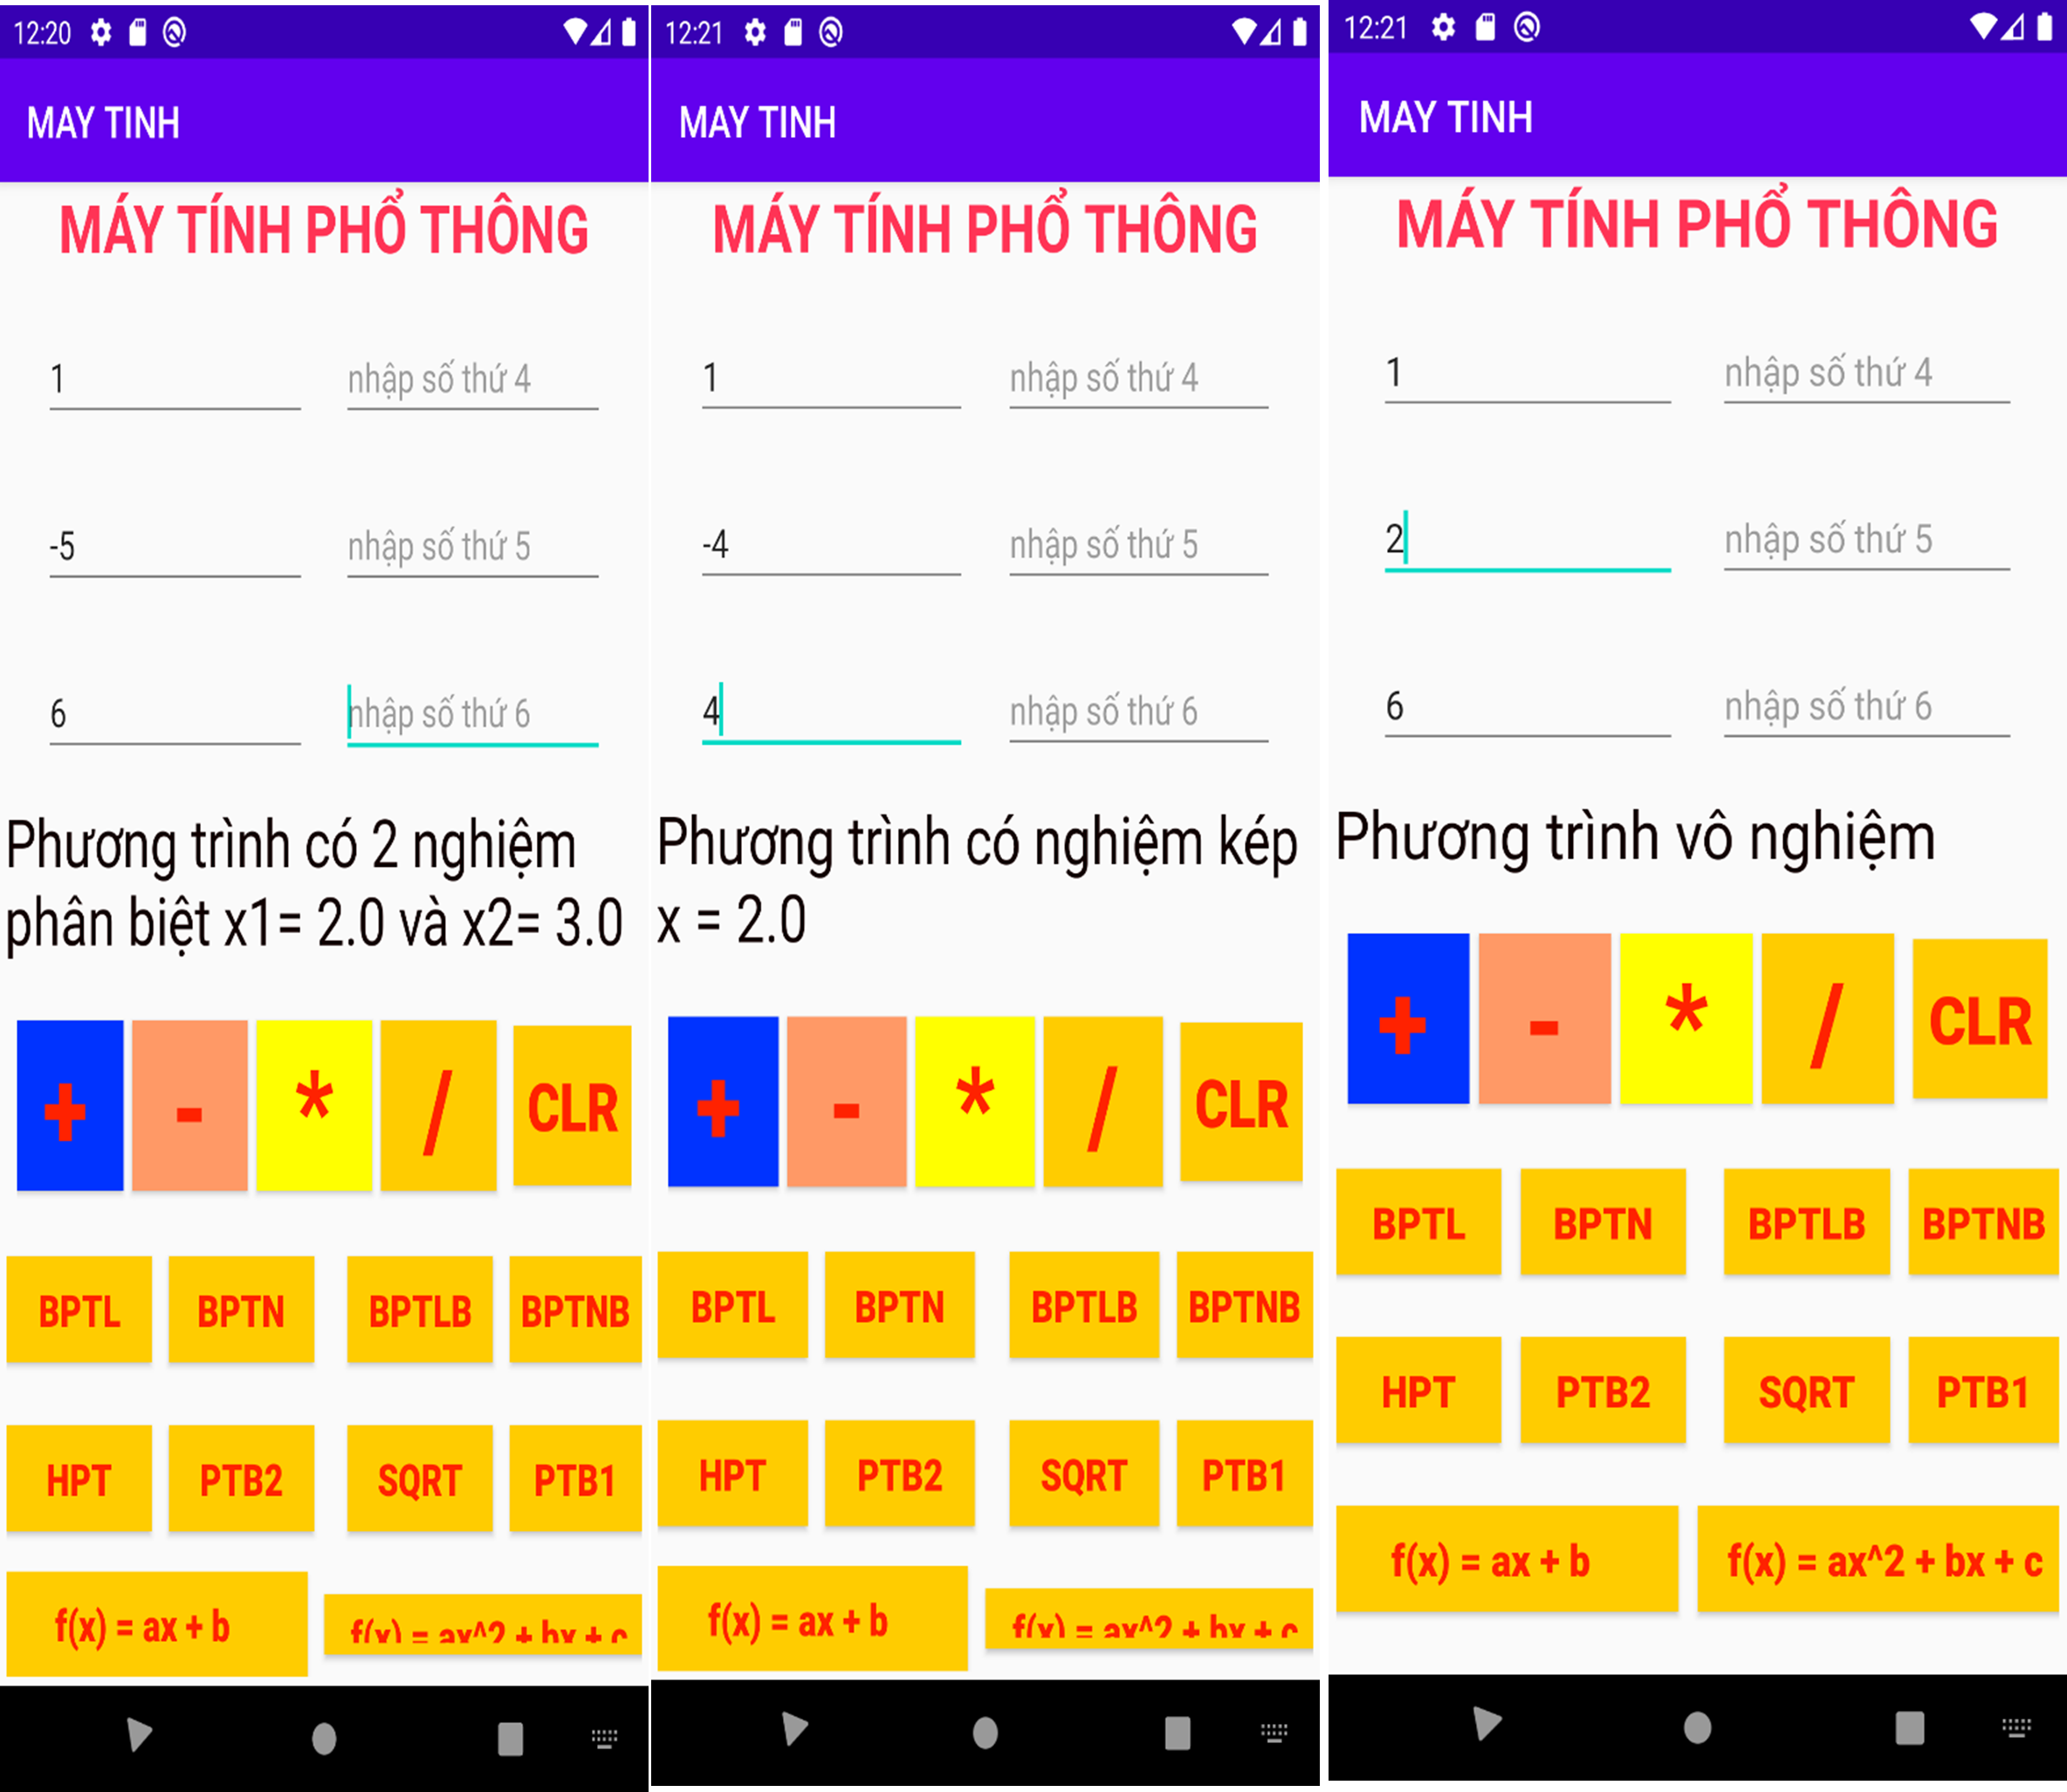 12:20
MAY TINH
MÁY TÍNH PHỔ THÔNG
1
nhập số thứ 4
-5
nhập số thứ 5
6
nhập số thứ 6
Phương trình có 2 nghiệm
phân biệt x1= 2.0 và x2= 3.0
+ - * / CLR
BPTL BPTN BPTLB BPTNB
HPT PTB2 SQRT PTB1
f(x) = ax + b
f(x) = ax^2 + bx + c
12:21
MAY TINH
MÁY TÍNH PHỔ THÔNG
1
nhập số thứ 4
-4
nhập số thứ 5
4
nhập số thứ 6
Phương trình có nghiệm kép
x = 2.0
+ - * / CLR
BPTL BPTN BPTLB BPTNB
HPT PTB2 SQRT PTB1
f(x) = ax + b
f(x) = ax^2 + bx + c
12:21
MAY TINH
MÁY TÍNH PHỔ THÔNG
1
nhập số thứ 4
2
nhập số thứ 5
6
nhập số thứ 6
Phương trình vô nghiệm
+ - * / CLR
BPTL BPTN BPTLB BPTNB
HPT PTB2 SQRT PTB1
f(x) = ax + b
f(x) = ax^2 + bx + c